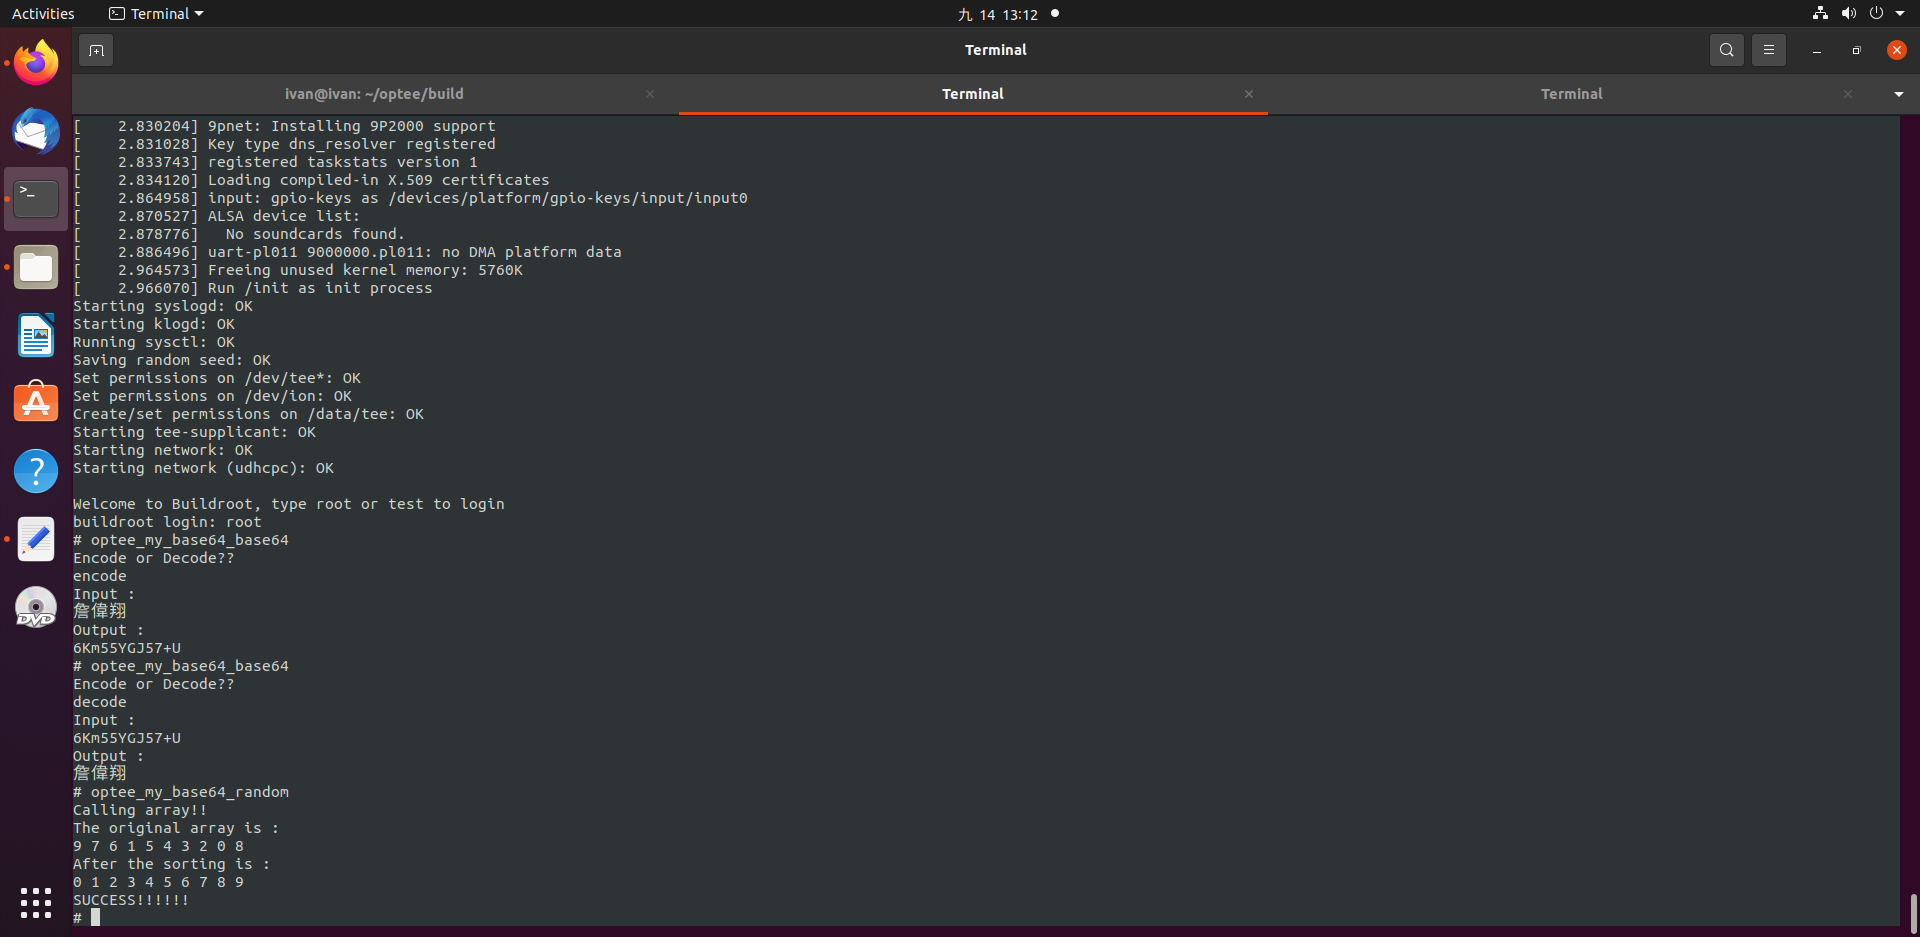 Activities
Terminal
九 14 13:12
Terminal
ivan@ivan: ~/optee/build
Terminal
Terminal
[    2.830204] 9pnet: Installing 9P2000 support
[    2.831028] Key type dns_resolver registered
[    2.833743] registered taskstats version 1
[    2.834120] Loading compiled-in X.509 certificates
[    2.864958] input: gpio-keys as /devices/platform/gpio-keys/input/input0
[    2.870527] ALSA device list:
[    2.878776]   No soundcards found.
[    2.886496] uart-pl011 9000000.pl011: no DMA platform data
[    2.964573] Freeing unused kernel memory: 5760K
[    2.966070] Run /init as init process
Starting syslogd: OK
Starting klogd: OK
Running sysctl: OK
Saving random seed: OK
Set permissions on /dev/tee*: OK
Set permissions on /dev/ion: OK
Create/set permissions on /data/tee: OK
Starting tee-supplicant: OK
Starting network: OK
Starting network (udhcpc): OK
Welcome to Buildroot, type root or test to login
buildroot login: root
# optee_my_base64_base64
Encode or Decode??
encode
Input :
詹偉翔
Output :
6Km55YGJ57+U
# optee_my_base64_base64
Encode or Decode??
decode
Input :
6Km55YGJ57+U
Output :
詹偉翔
# optee_my_base64_random
Calling array!!
The original array is :
9 7 6 1 5 4 3 2 0 8
After the sorting is :
0 1 2 3 4 5 6 7 8 9
SUCCESS!!!!!!
#
>_
?
DVD